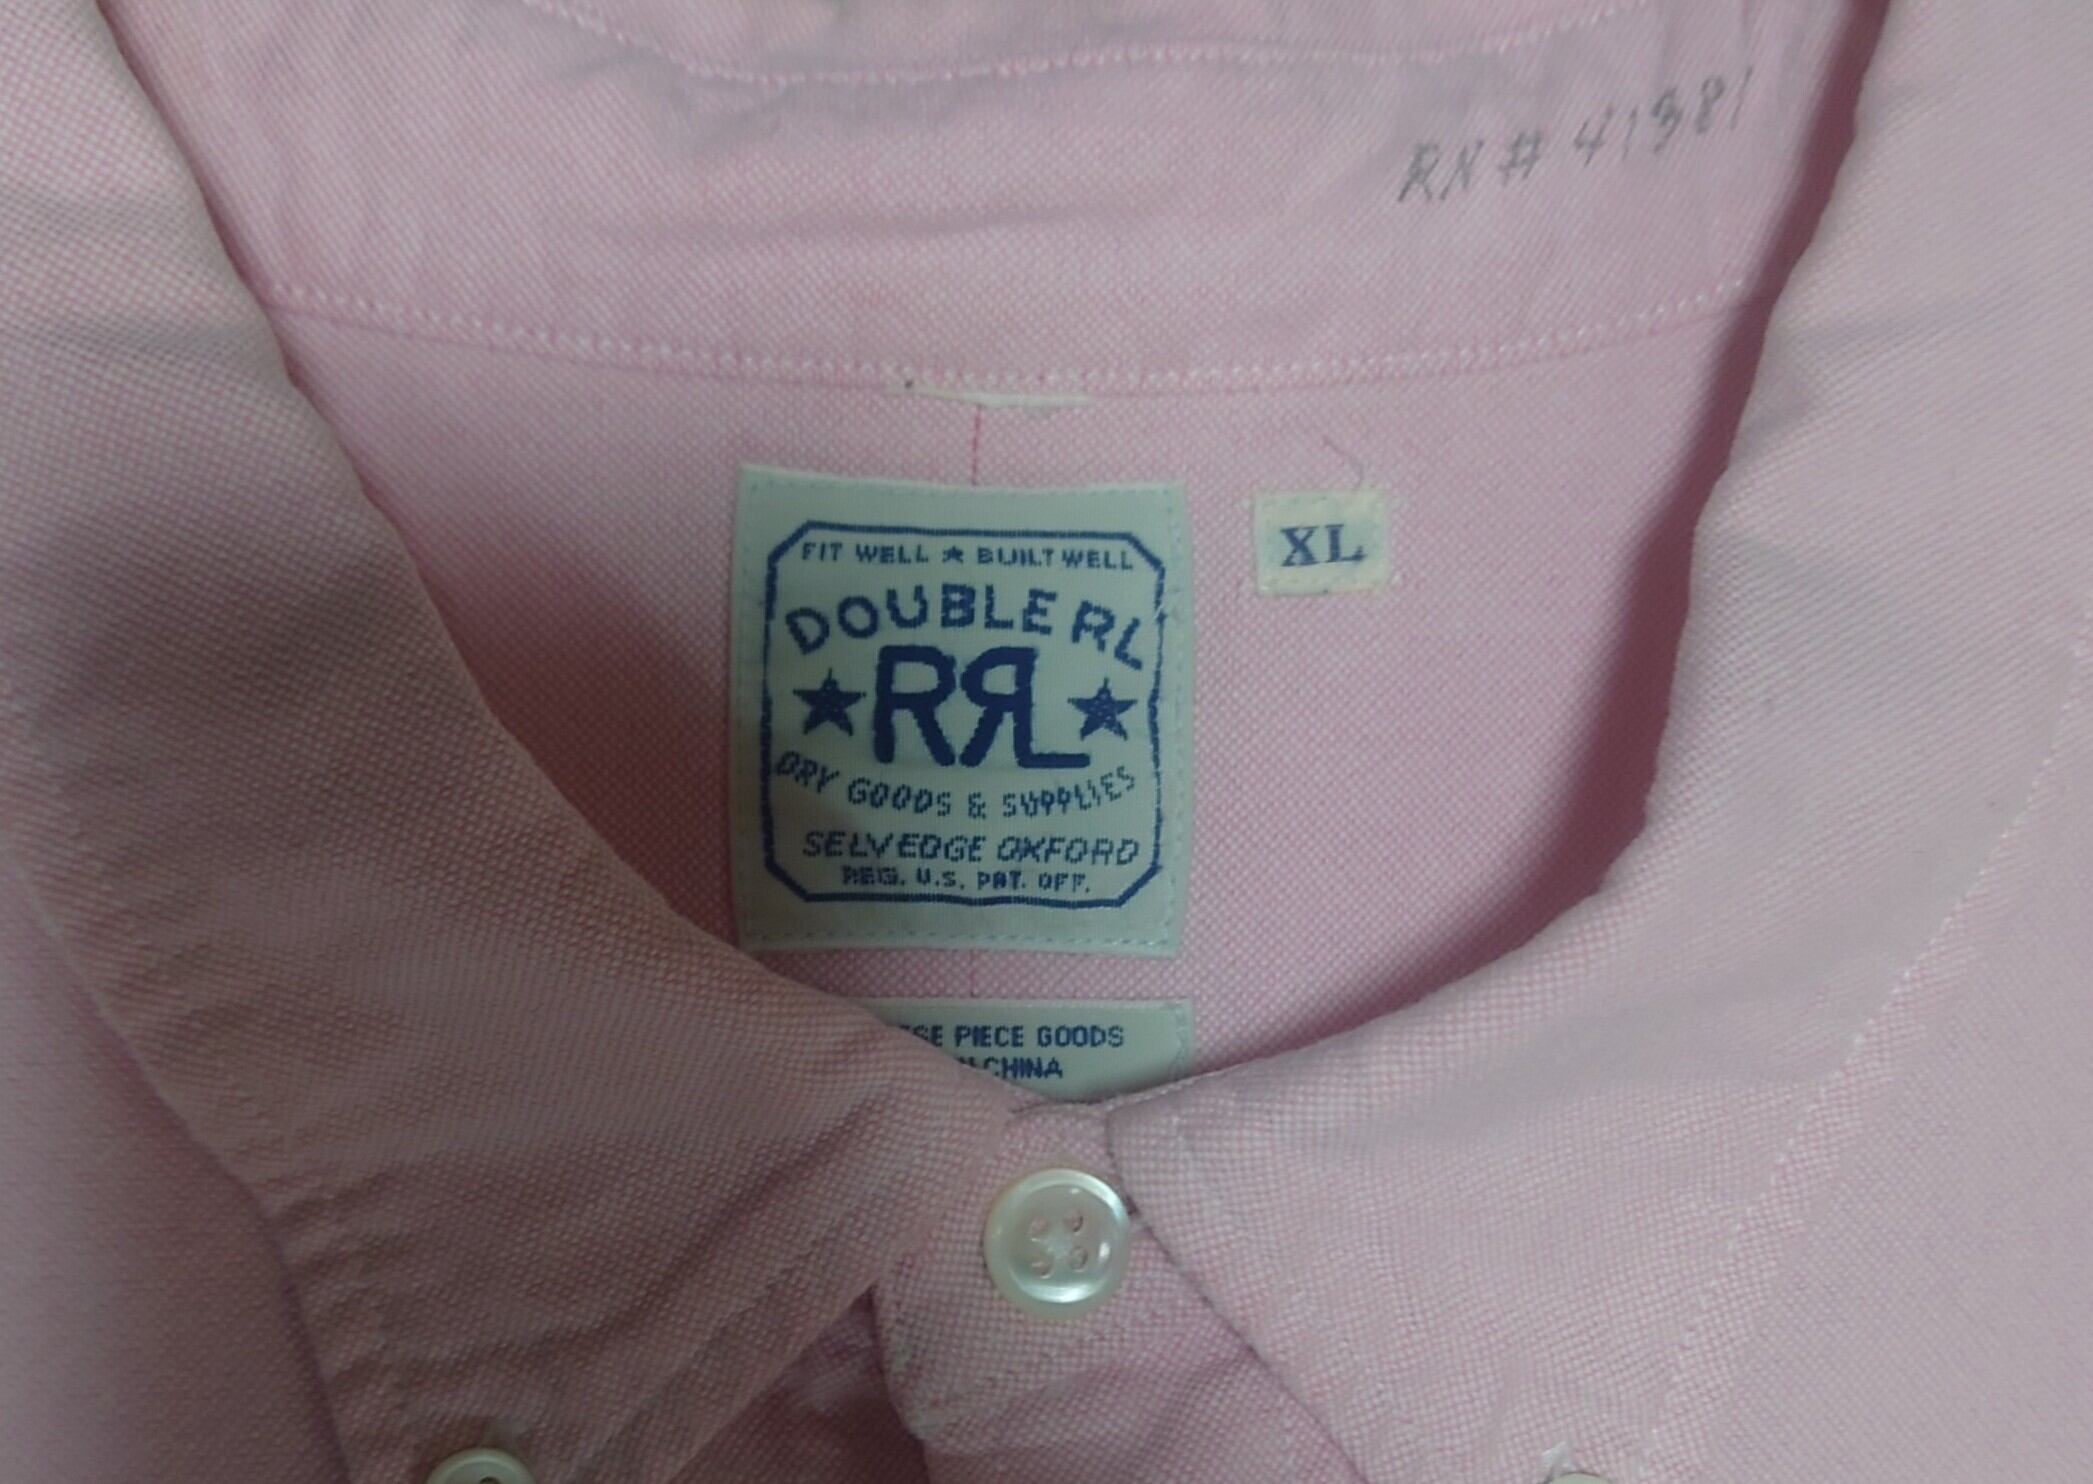 RN# 41381
FIT WELL ★ BUILT WELL
DOUBLE RL
RRL
DRY GOODS & SUPPLIES
SELVEDGE OXFORD
REG. U.S. PAT. OFF.
XL
PIECE GOODS
CHINA